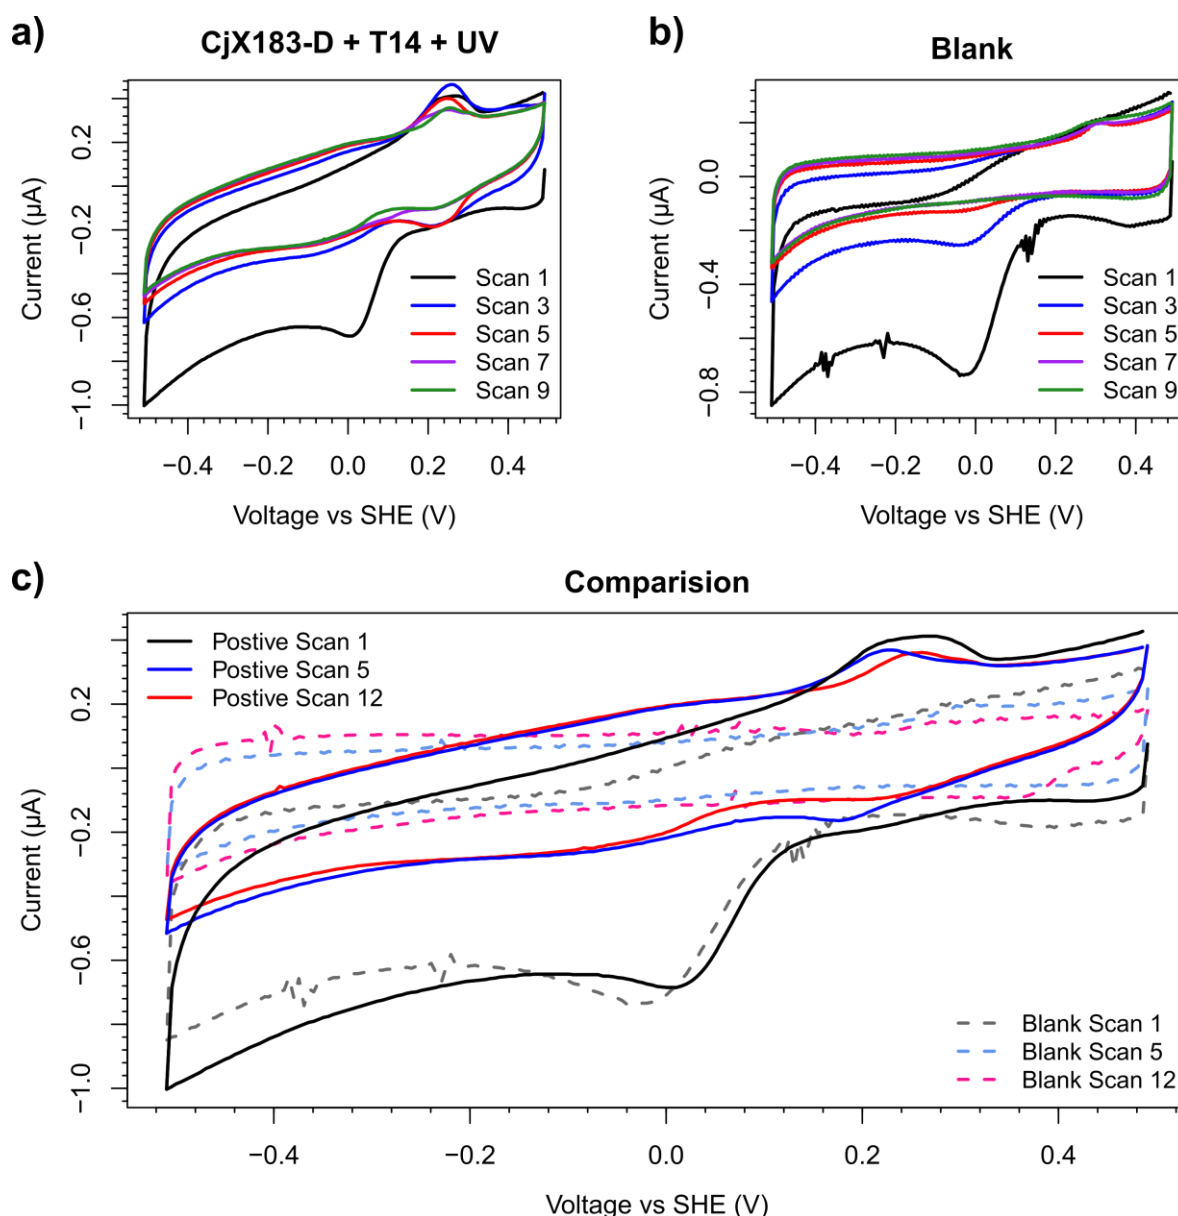 a)
CjX183-D + T14 + UV
Current (µA)
0.2
−0.2
−0.6
−1.0
Scan 1
Scan 3
Scan 5
Scan 7
Scan 9
−0.4
−0.2
0.0
0.2
0.4
Voltage vs SHE (V)
b)
Blank
Current (µA)
0.0
−0.4
−0.8
Scan 1
Scan 3
Scan 5
Scan 7
Scan 9
−0.4
−0.2
0.0
0.2
0.4
Voltage vs SHE (V)
c)
Comparision
Current (µA)
0.2
−0.2
−0.6
−1.0
Postive Scan 1
Postive Scan 5
Postive Scan 12
Blank Scan 1
Blank Scan 5
Blank Scan 12
−0.4
−0.2
0.0
0.2
0.4
Voltage vs SHE (V)